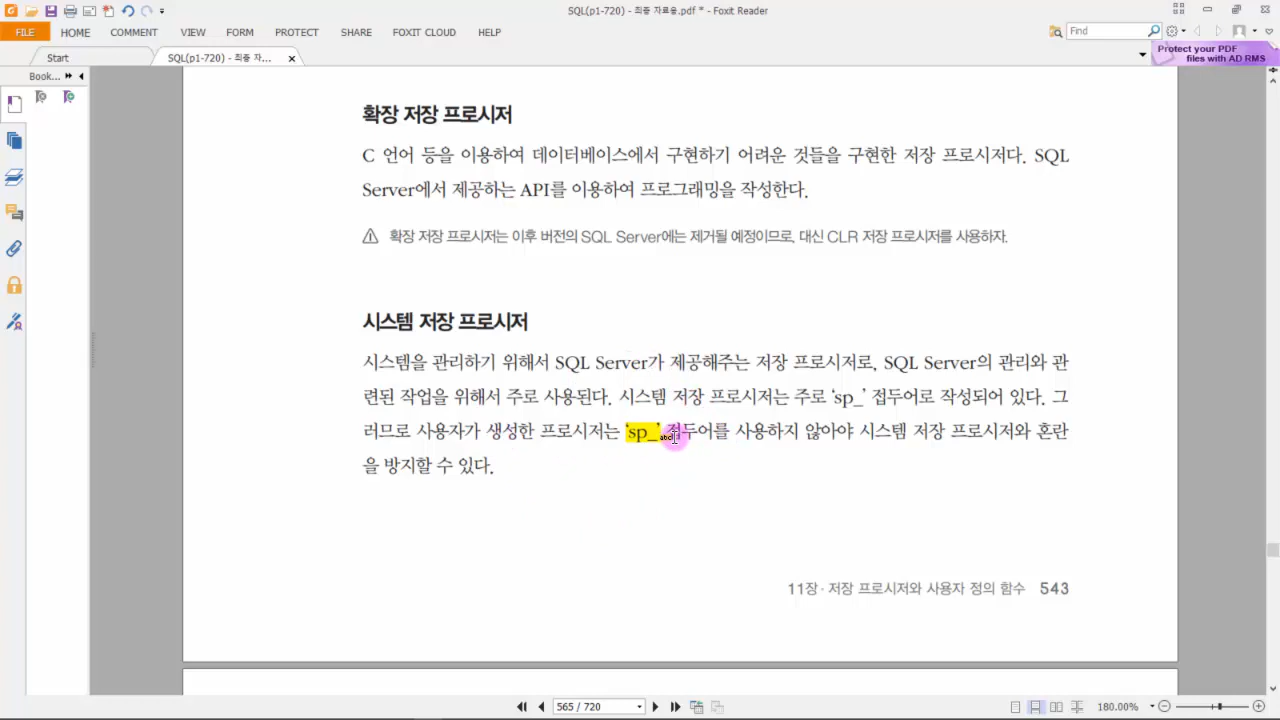 SQL(p1-720) - 최종 자료용.pdf * - Foxit Reader
FILE HOME COMMENT VIEW FORM PROTECT SHARE FOXIT CLOUD HELP
Find
Start
SQL(p1-720) - 최종 자...
Protect your PDF
files with AD RMS
Book...
확장 저장 프로시저
C 언어 등을 이용하여 데이터베이스에서 구현하기 어려운 것들을 구현한 저장 프로시저다. SQL
Server에서 제공하는 API를 이용하여 프로그래밍을 작성한다.
확장 저장 프로시저는 이후 버전의 SQL Server에는 제거될 예정이므로, 대신 CLR 저장 프로시저를 사용하자.
시스템 저장 프로시저
시스템을 관리하기 위해서 SQL Server가 제공해주는 저장 프로시저로, SQL Server의 관리와 관
련된 작업을 위해서 주로 사용된다. 시스템 저장 프로시저는 주로 ‘sp_’ 접두어로 작성되어 있다. 그
러므로 사용자가 생성한 프로시저는 ‘sp_’ 접두어를 사용하지 않아야 시스템 저장 프로시저와 혼란
을 방지할 수 있다.
11장 · 저장 프로시저와 사용자 정의 함수 543
565 / 720
180.00%